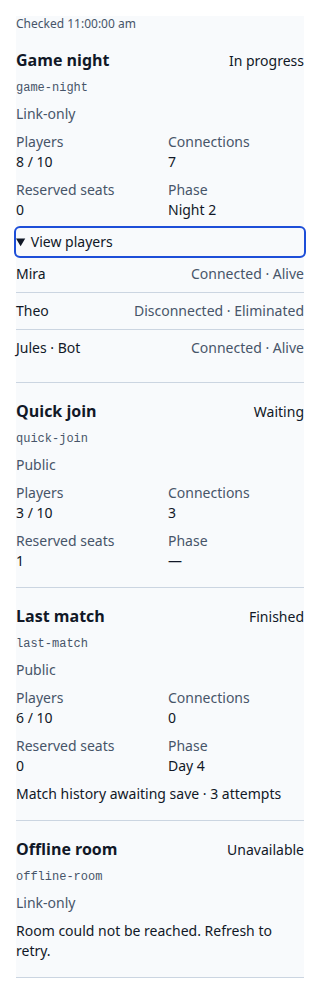 Checked 11:00:00 am
Game night In progress
game-night
Link-only
Players Connections
8 / 10 7
Reserved seats Phase
0 Night 2
▼ View players
Mira Connected · Alive
Theo Disconnected · Eliminated
Jules · Bot Connected · Alive
Quick join Waiting
quick-join
Public
Players Connections
3 / 10 3
Reserved seats Phase
1 —
Last match Finished
last-match
Public
Players Connections
6 / 10 0
Reserved seats Phase
0 Day 4
Match history awaiting save · 3 attempts
Offline room Unavailable
offline-room
Link-only
Room could not be reached. Refresh to
retry.